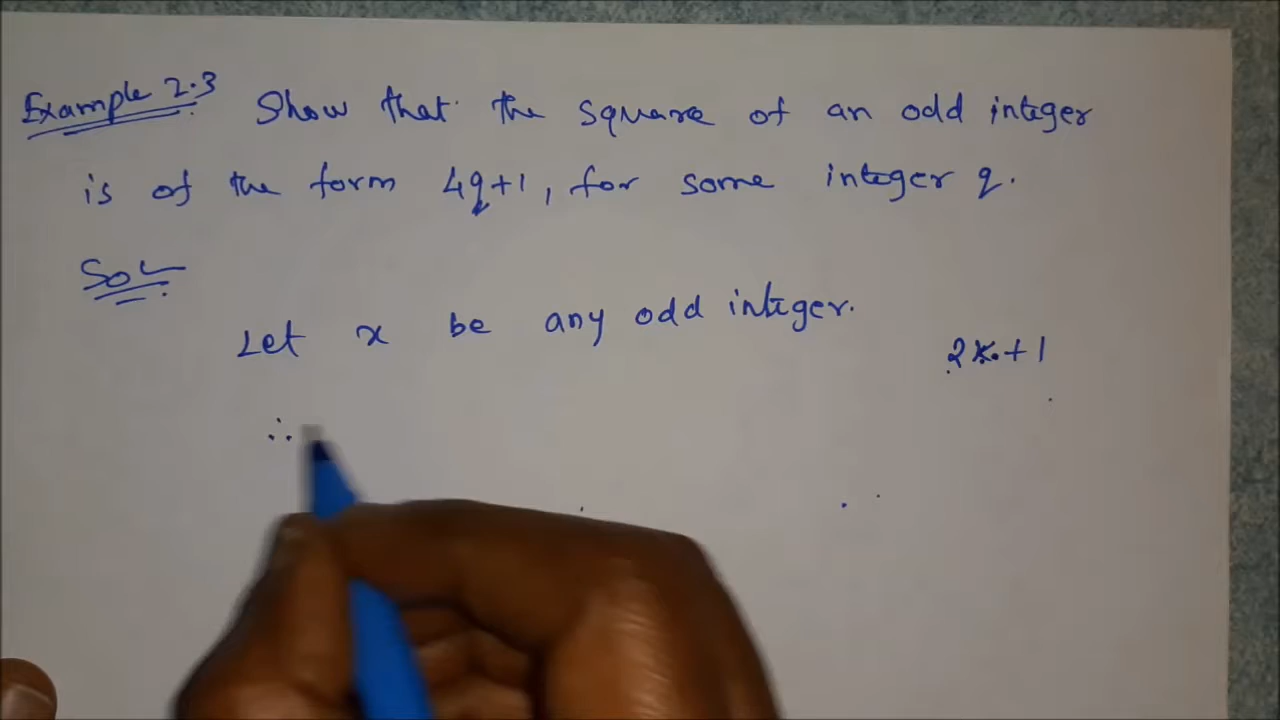 Example 2.3 Show that the square of an odd integer
is of the form 4q+1, for some integer q.
Sol
Let x be any odd integer.
2k+1
∴